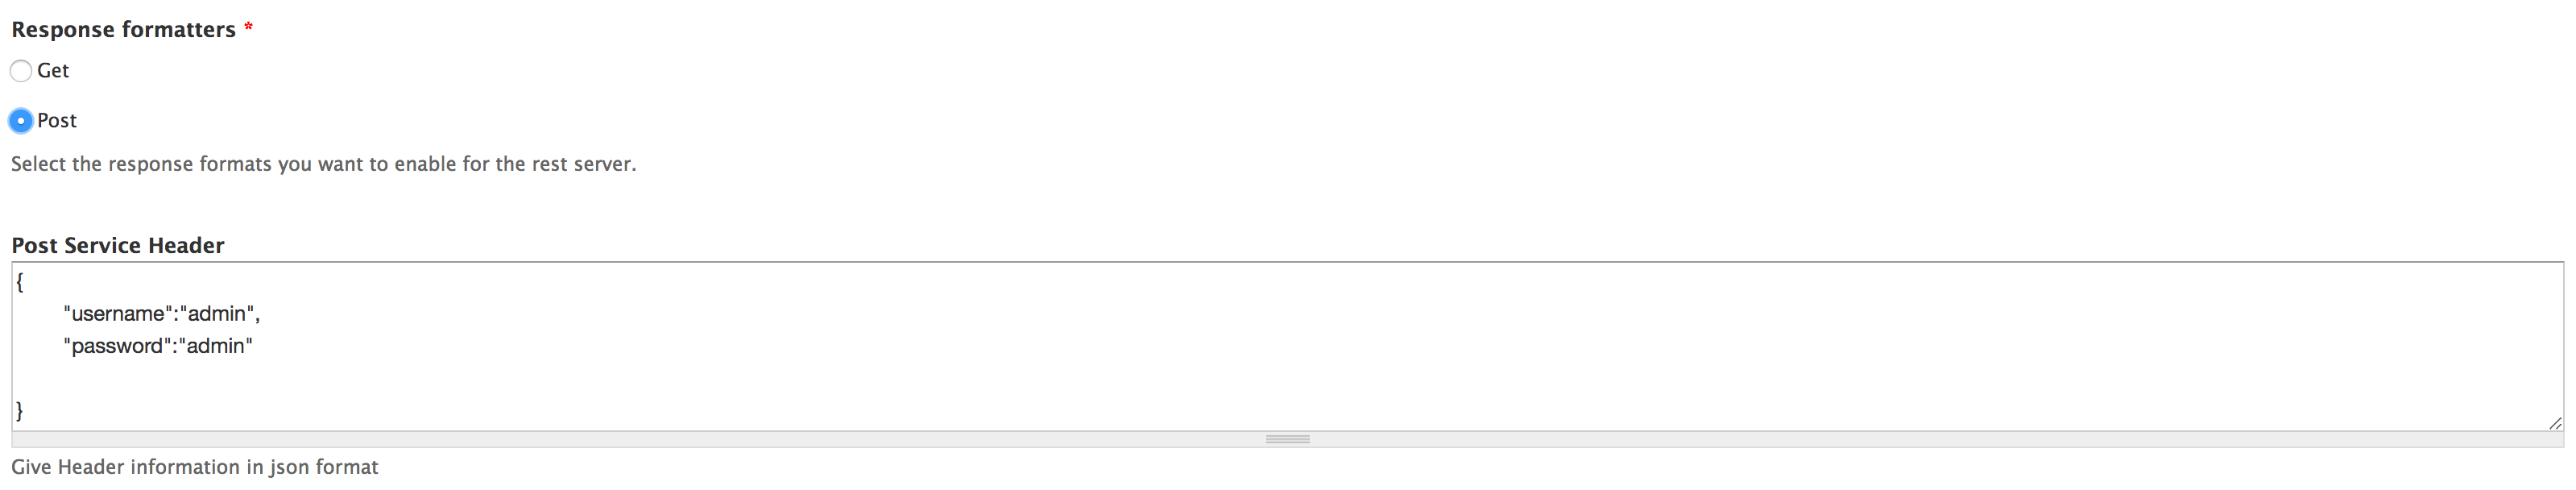 Response formatters *
Get
Post
Select the response formats you want to enable for the rest server.
Post Service Header
{
"username":"admin",
"password":"admin"
}
Give Header information in json format